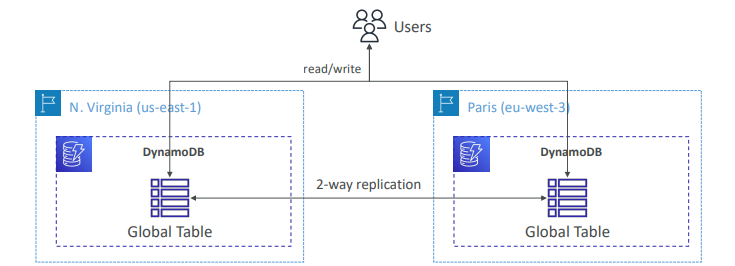 Users
read/write
N. Virginia (us-east-1)
Paris (eu-west-3)
DynamoDB
DynamoDB
2-way replication
Global Table
Global Table